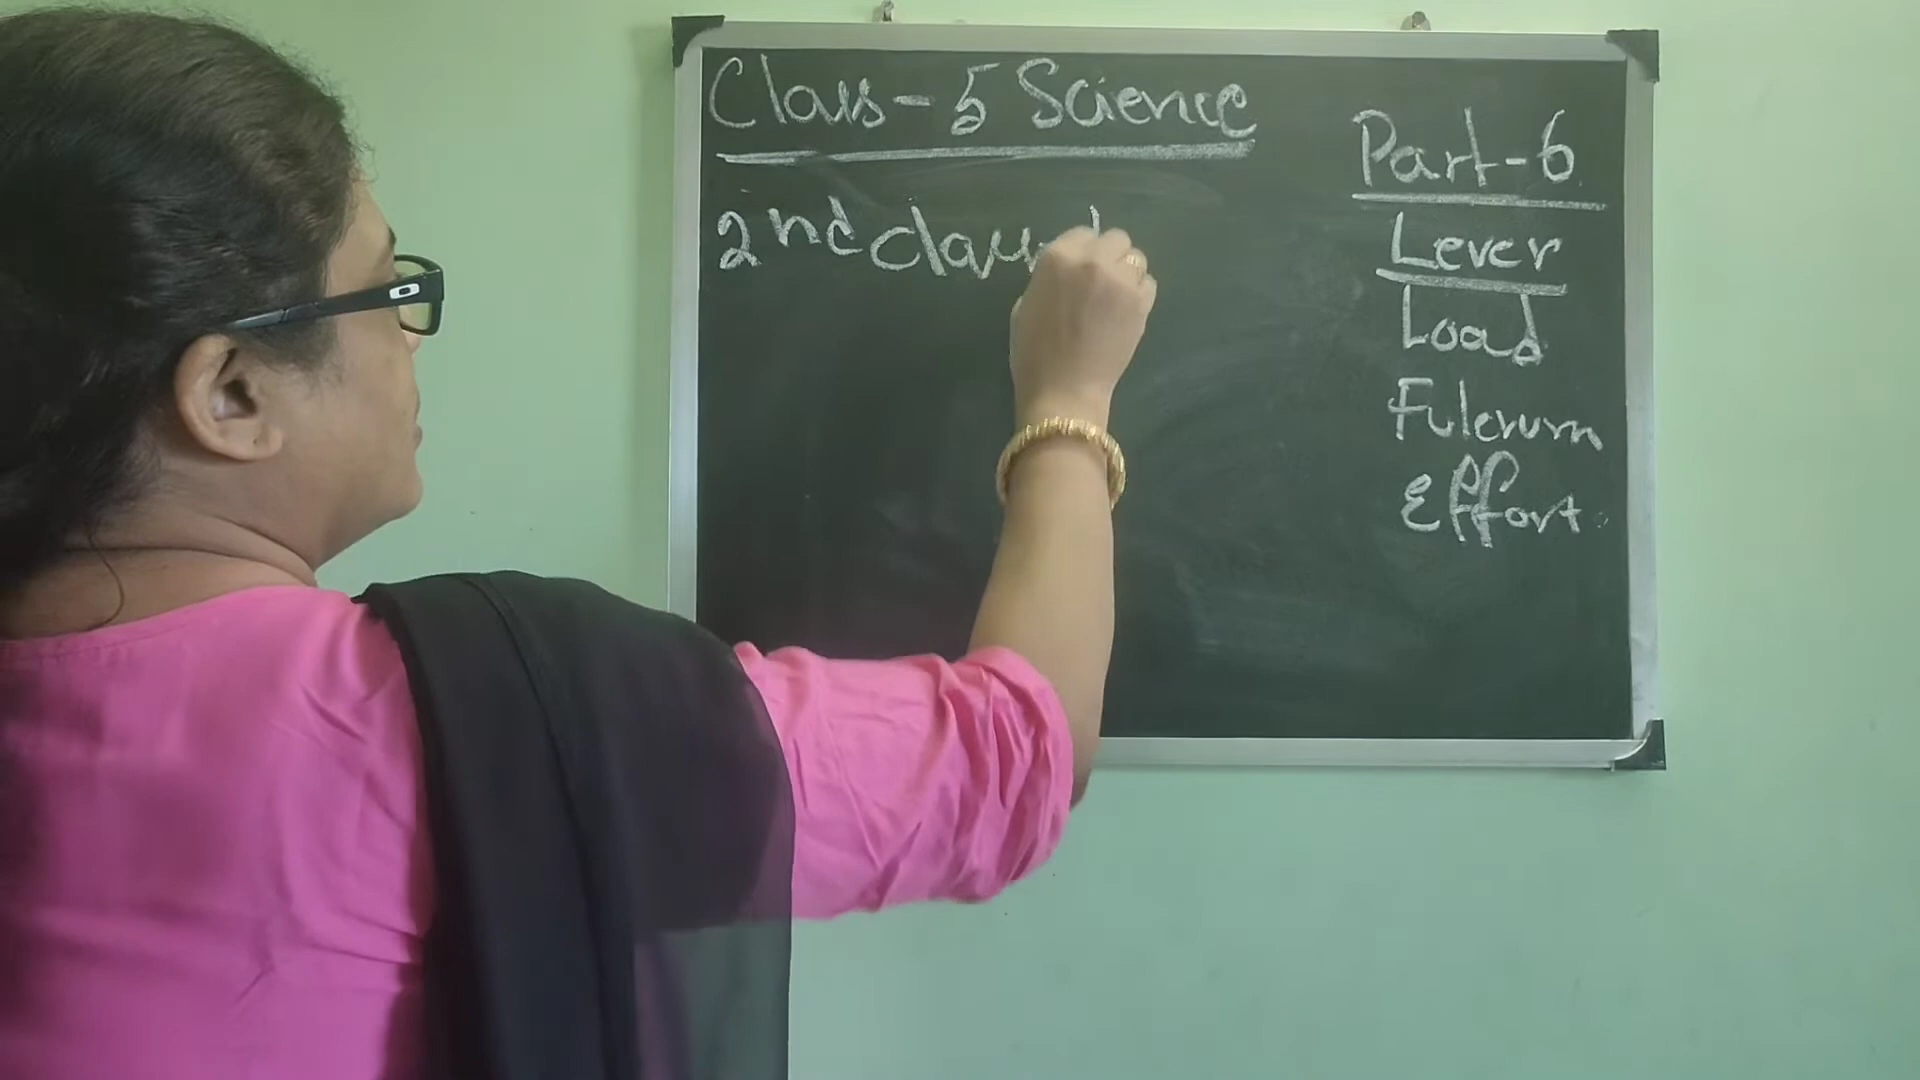 Class - 5 Science
2nd class
Part - 6
Lever
Load
Fulcrum
Effort